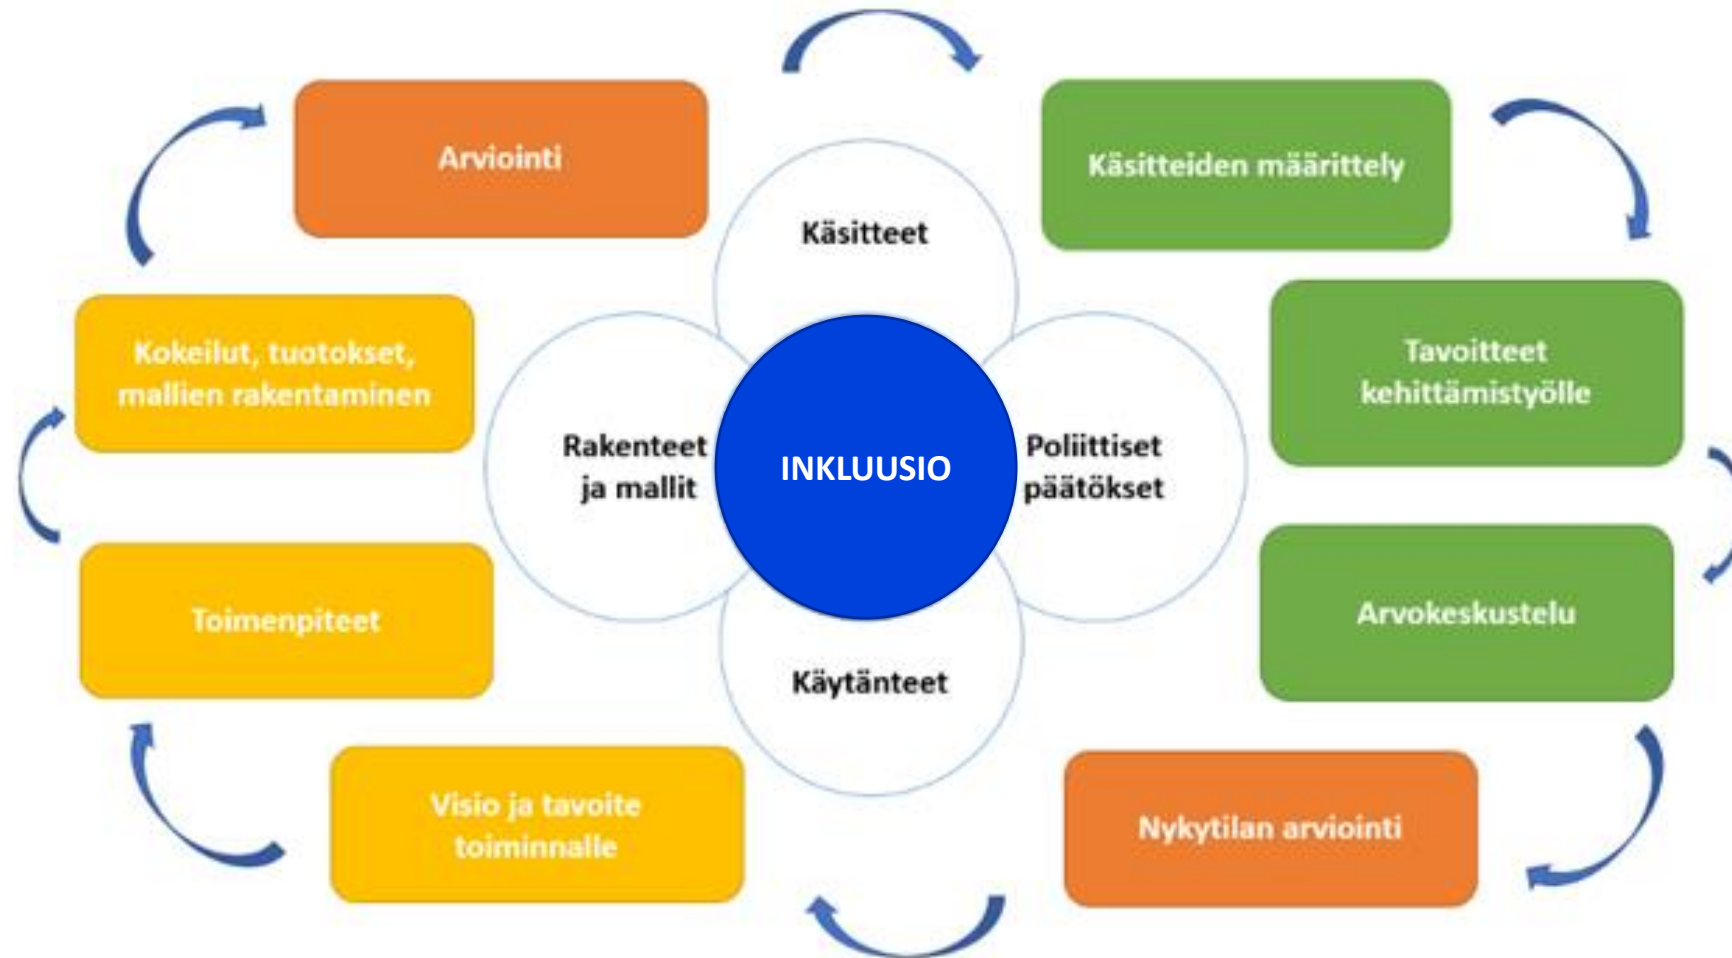 Arviointi
Käsitteiden määrittely
Käsitteet
Kokeilut, tuotokset,
mallien rakentaminen
Tavoitteet
kehittämistyölle
Rakenteet
ja mallit
INKLUUSIO
Poliittiset
päätökset
Toimenpiteet
Arvokeskustelu
Käytänteet
Visio ja tavoite
toiminnalle
Nykytilan arviointi